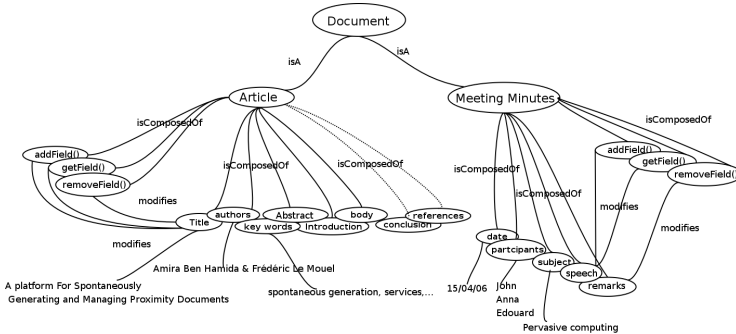 Document
isA
isA
Article
Meeting Minutes
isComposedOf
isComposedOf
addField()
getField()
removeField()
isComposedOf
isComposedOf
isComposedOf
isComposedOf
addField()
getField()
removeField()
modifies
modifies
modifies
modifies
Title
authors
key words
Abstract
Introduction
body
conclusion
references
date
partcipants
subject
speech
remarks
Amira Ben Hamida & Frédéric Le Mouel
A platform For Spontaneously
Generating and Managing Proximity Documents
spontaneous generation, services,...
15/04/06
John
Anna
Edouard
Pervasive computing